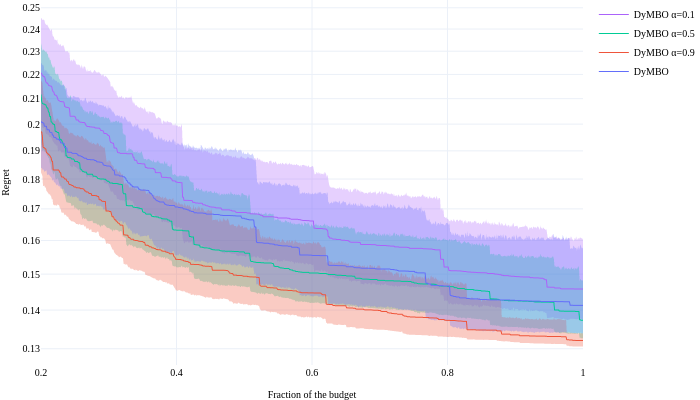 0.25
0.24
0.23
0.22
0.21
0.2
0.19
0.18
0.17
0.16
0.15
0.14
0.13
Regret
0.2 0.4 0.6 0.8 1
Fraction of the budget
DyMBO α=0.1
DyMBO α=0.5
DyMBO α=0.9
DyMBO